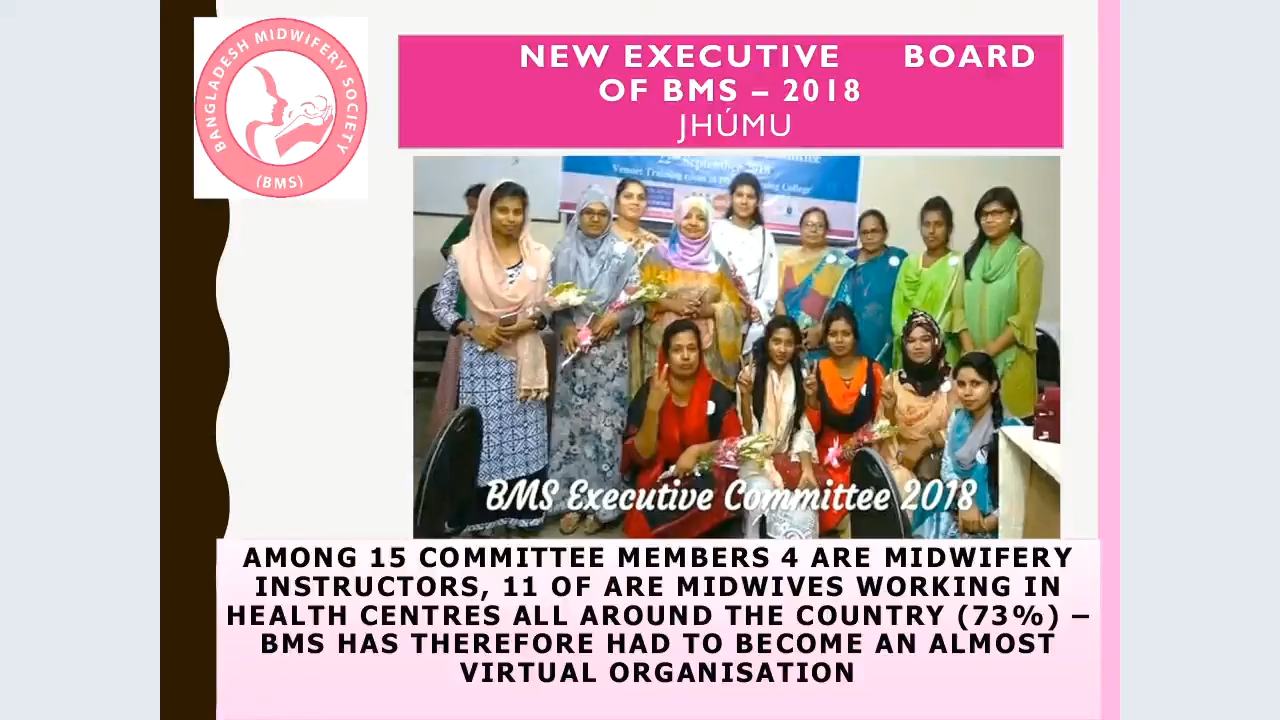 BANGLADESH MIDWIFERY SOCIETY
(BMS)
NEW EXECUTIVE BOARD
OF BMS – 2018
JHÚMU
September 2018
BMS Executive Committee 2018
AMONG 15 COMMITTEE MEMBERS 4 ARE MIDWIFERY
INSTRUCTORS, 11 OF ARE MIDWIVES WORKING IN
HEALTH CENTRES ALL AROUND THE COUNTRY (73%) –
BMS HAS THEREFORE HAD TO BECOME AN ALMOST
VIRTUAL ORGANISATION